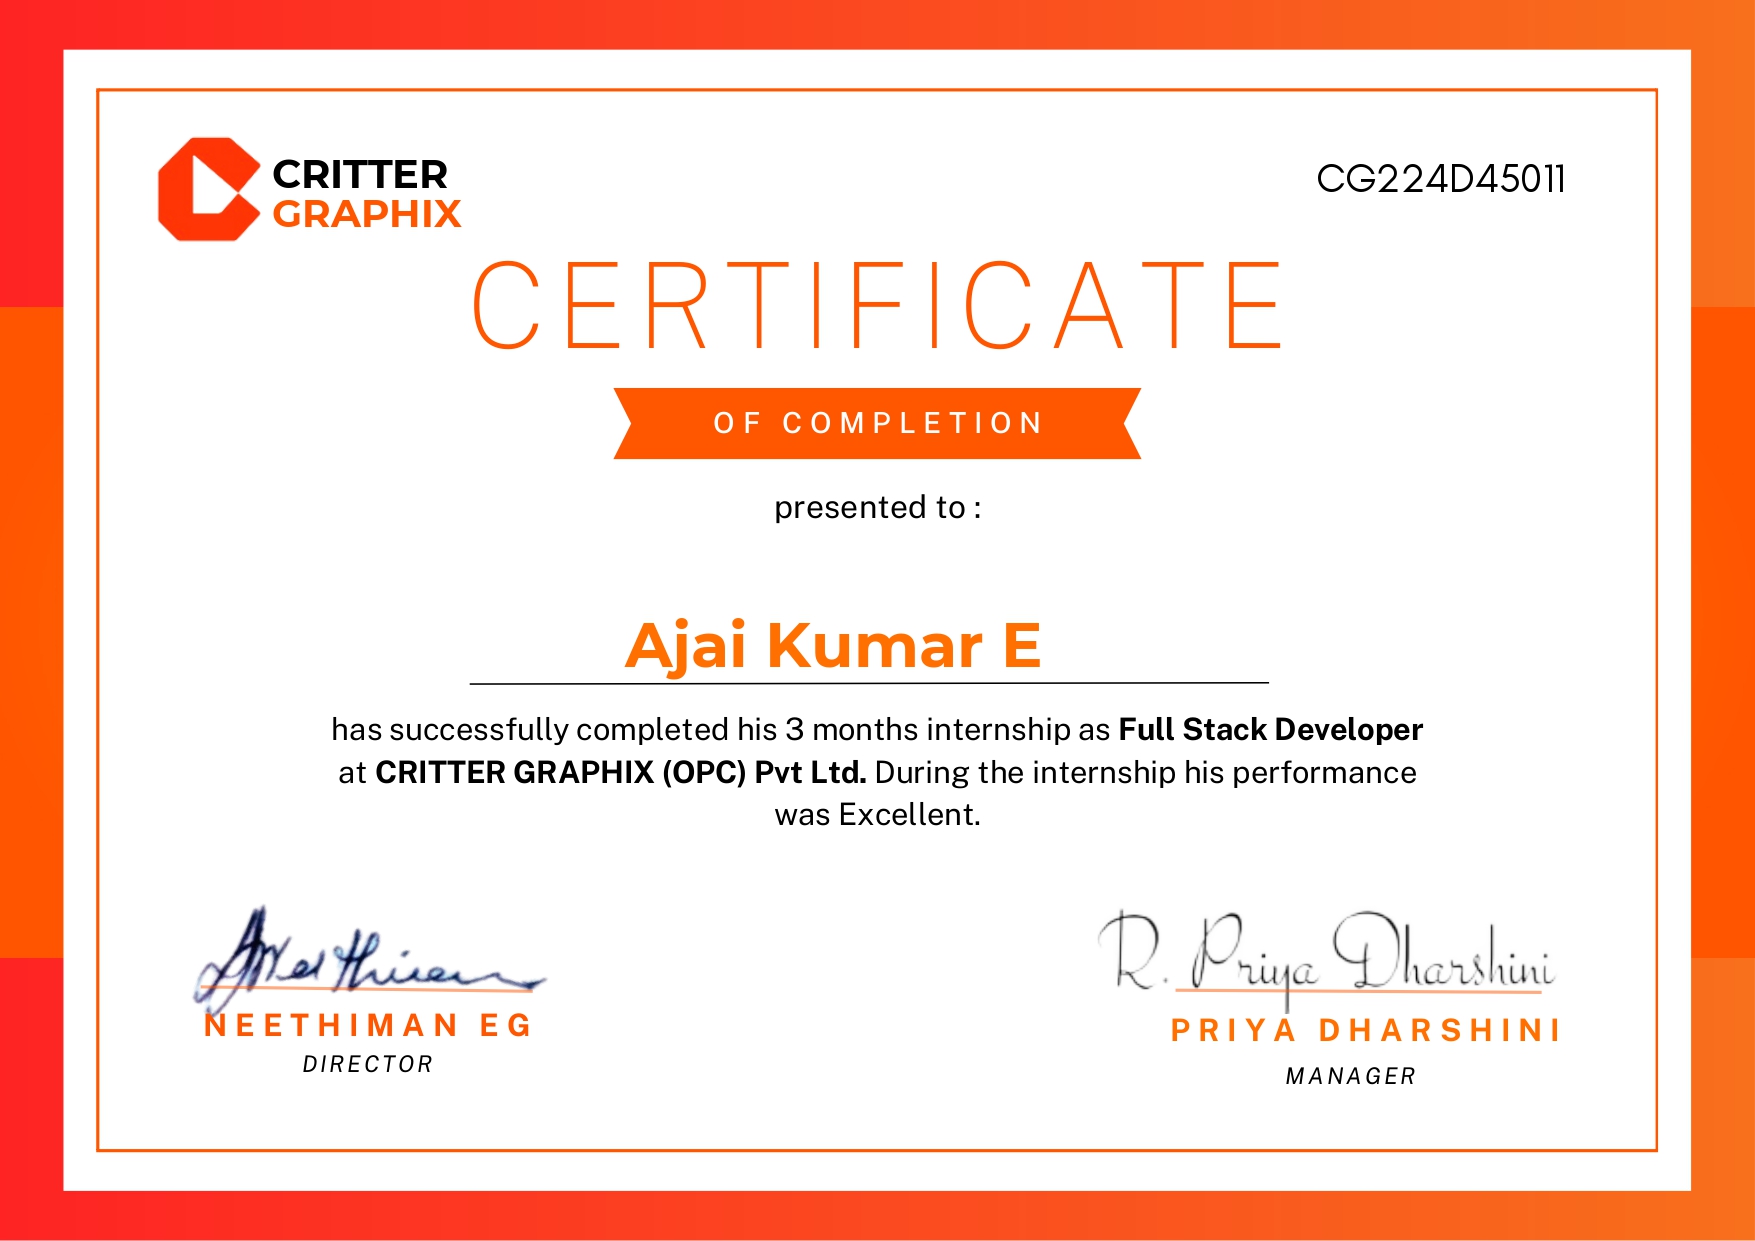 CRITTER
GRAPHIX
CG224D45011
CERTIFICATE
OF COMPLETION
presented to :
Ajai Kumar E
has successfully completed his 3 months internship as Full Stack Developer
at CRITTER GRAPHIX (OPC) Pvt Ltd. During the internship his performance
was Excellent.
R. Priya Dharshini
NEETHIMAN EG
DIRECTOR
PRIYA DHARSHINI
MANAGER